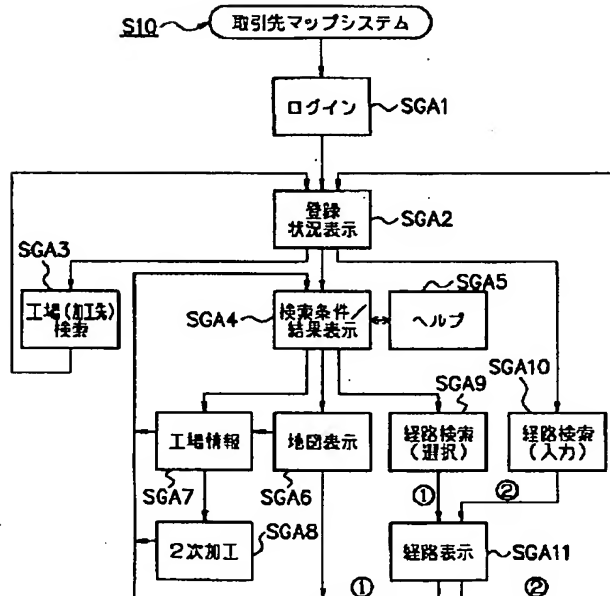 S10
取引先マップシステム
ログイン
SGA1
登録
状況表示
SGA2
SGA3
工場(加工先)
検索
SGA4
検索条件/
結果表示
SGA5
ヘルプ
SGA9
SGA10
工場情報
地図表示
経路検索
(選択)
経路検索
(入力)
SGA7
SGA6
①
②
2次加工
SGA8
経路表示
SGA11
①
②